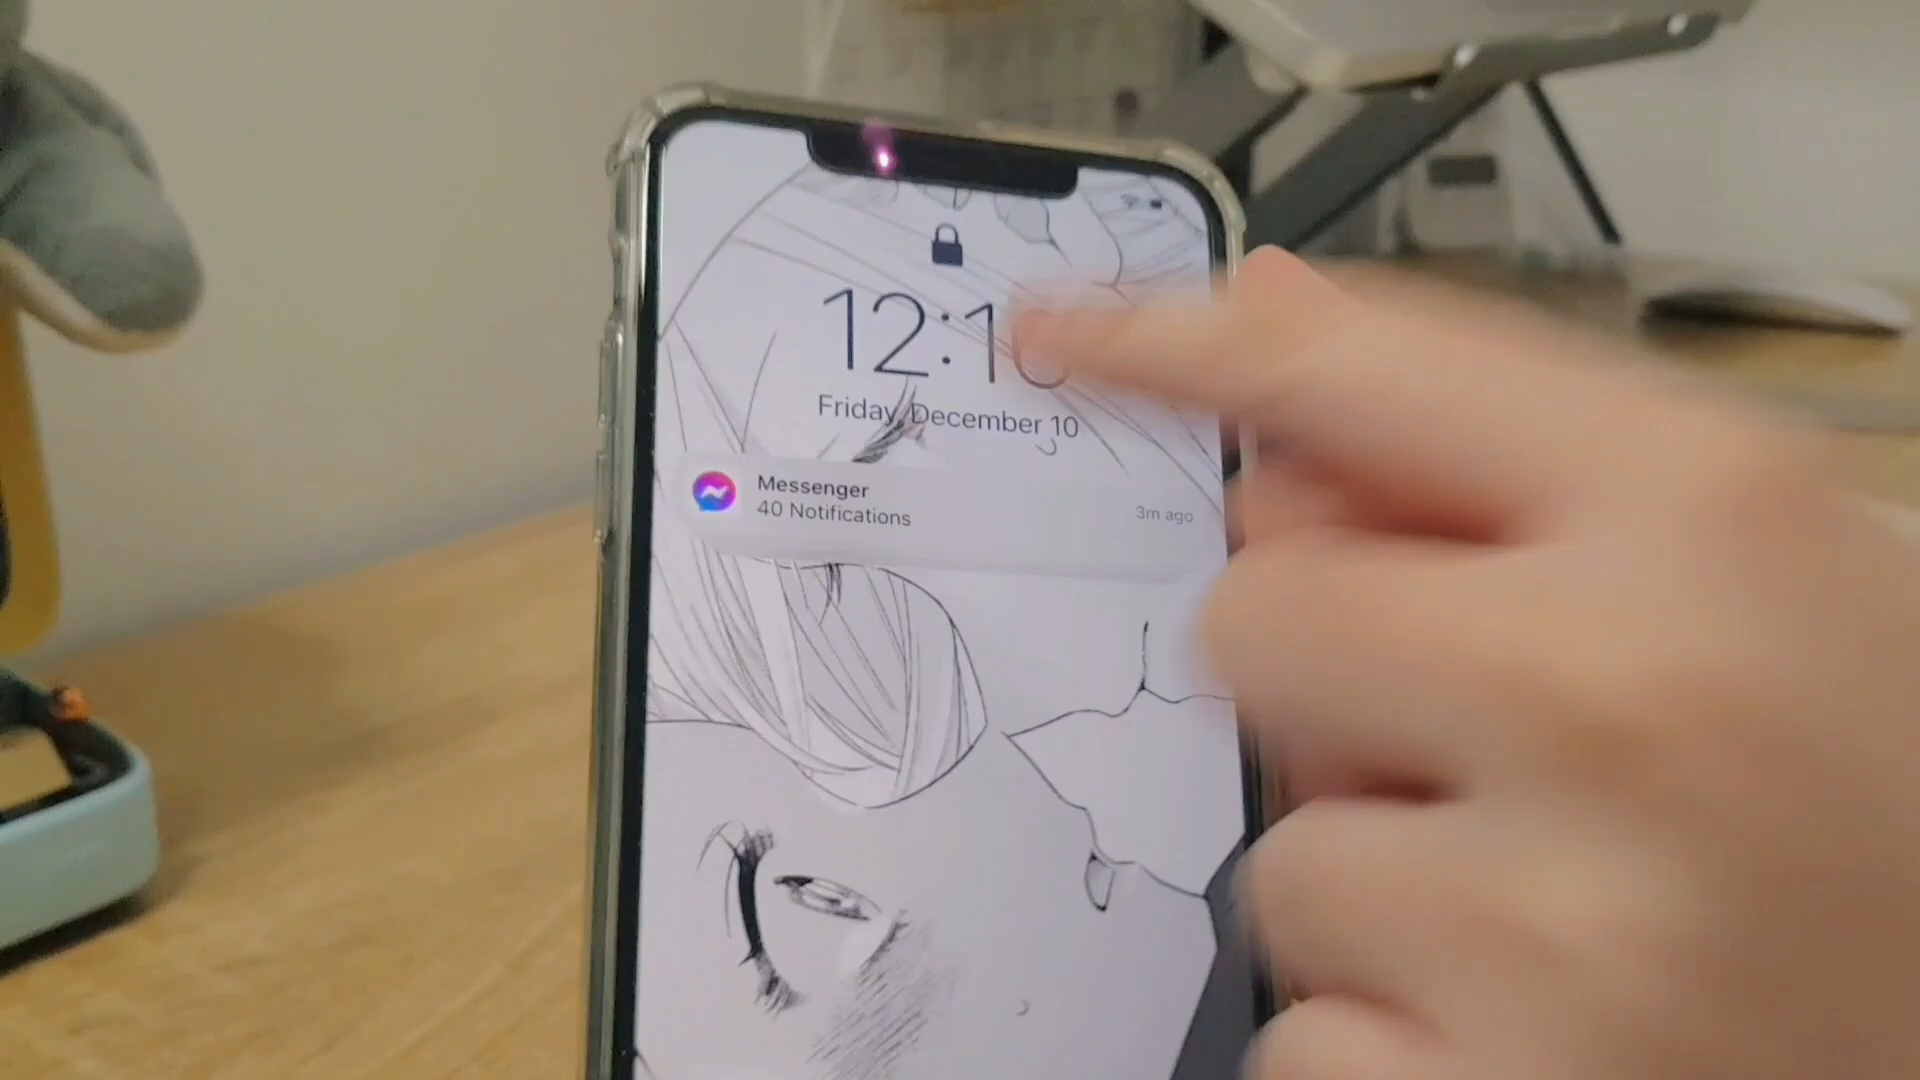 12:1
Friday, December 10
Messenger
40 Notifications
3m ago